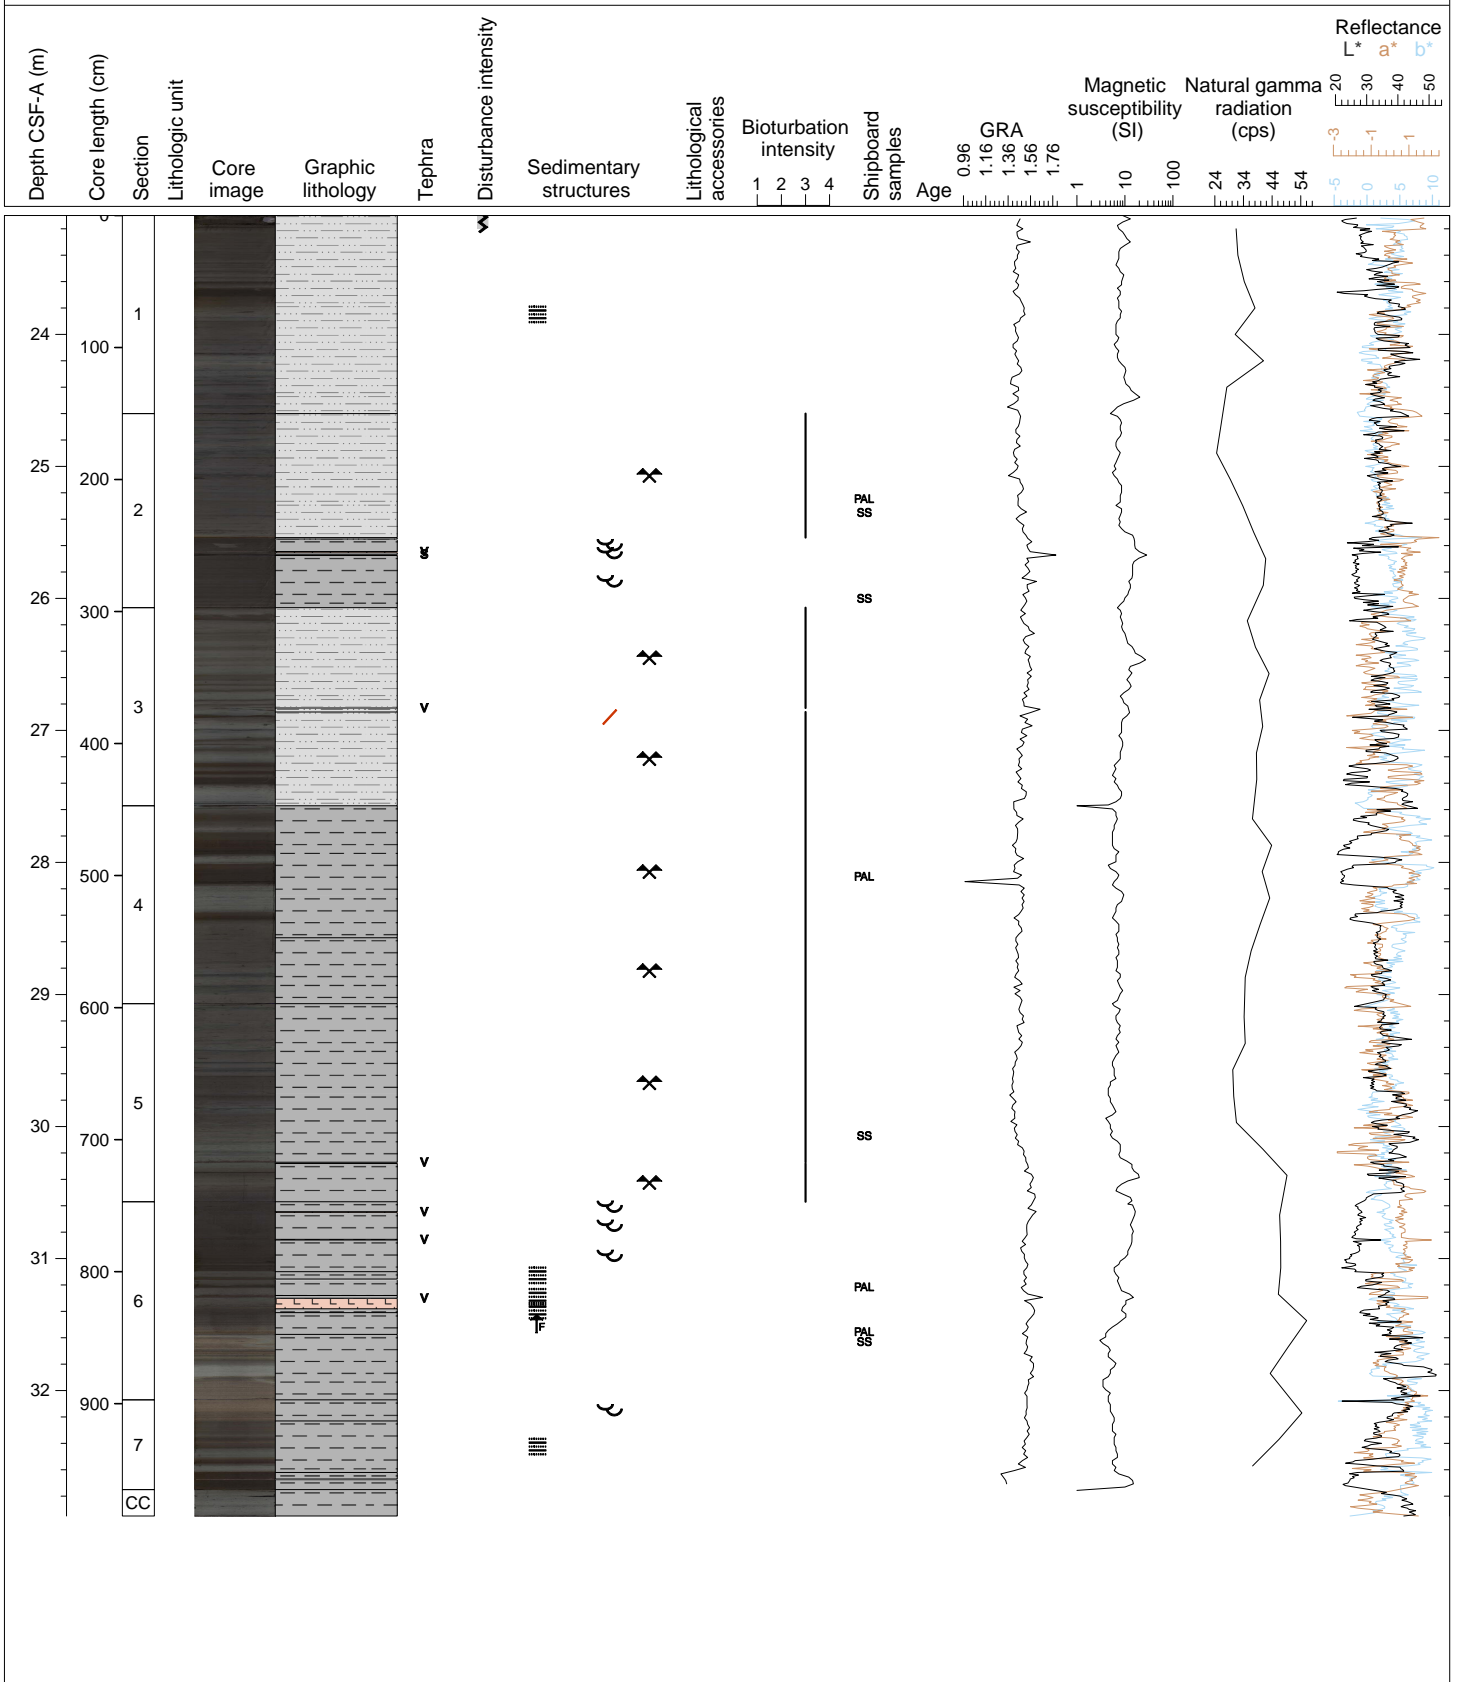 Depth CSF-A (m)
Core length (cm)
Section
Lithologic unit
Core image
Graphic lithology
Tephra
Disturbance intensity
Sedimentary structures
Lithological accessories
Bioturbation intensity
1 2 3 4
Shipboard samples
Age
GRA
0.96 1.16 1.36 1.56 1.76
Magnetic susceptibility (SI)
1 10 100
Natural gamma radiation (cps)
24 34 44 54
Reflectance
L* a* b*
20 30 40 50
-3 -1 1
-5 0 5 10
0
1
24
100
25
200
2
PAL
SS
V
S
26
300
SS
3
V
27
400
28
500
4
PAL
29
600
5
30
700
SS
V
V
V
31
800
6
PAL
V
F
PAL
SS
32
900
7
CC